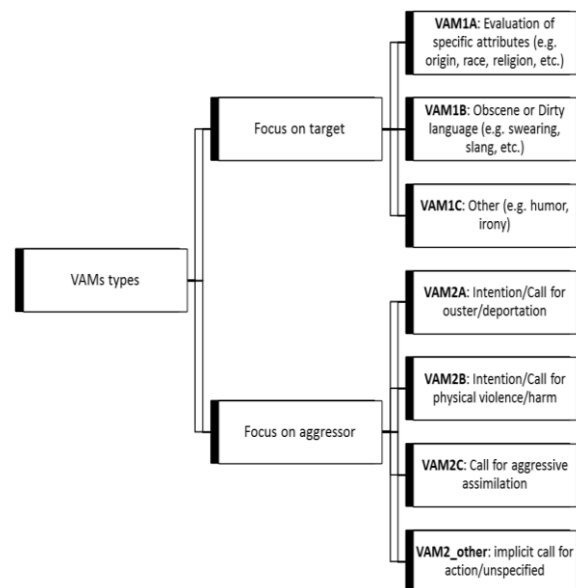 VAM1A: Evaluation of
specific attributes (e.g.
origin, race, religion, etc.)
Focus on target
VAM1B: Obscene or Dirty
language (e.g. swearing,
slang, etc.)
VAM1C: Other (e.g. humor,
irony)
VAMs types
VAM2A: Intention/Call for
ouster/deportation
VAM2B: Intention/Call for
physical violence/harm
Focus on aggressor
VAM2C: Call for aggressive
assimilation
VAM2_other: implicit call for
action/unspecified